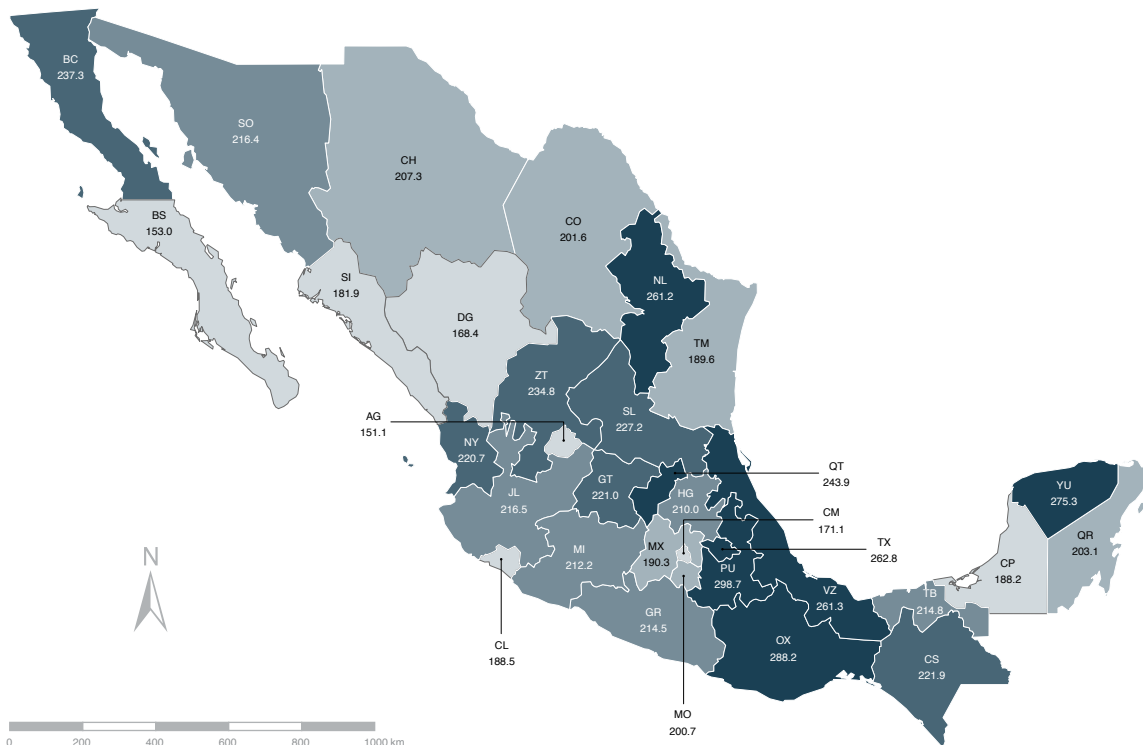 BC
237.3
SO
216.4
CH
207.3
BS
153.0
CO
201.6
SI
181.9
NL
261.2
DG
168.4
TM
189.6
ZT
234.8
AG
151.1
SL
227.2
NY
220.7
QT
243.9
GT
221.0
JL
216.5
HG
210.0
YU
275.3
CM
171.1
QR
203.1
TX
262.8
MX
190.3
MI
212.2
PU
298.7
CP
188.2
N
VZ
261.3
TB
214.8
GR
214.5
OX
288.2
CL
188.5
CS
221.9
MO
200.7
0 200 400 600 800 1000 km